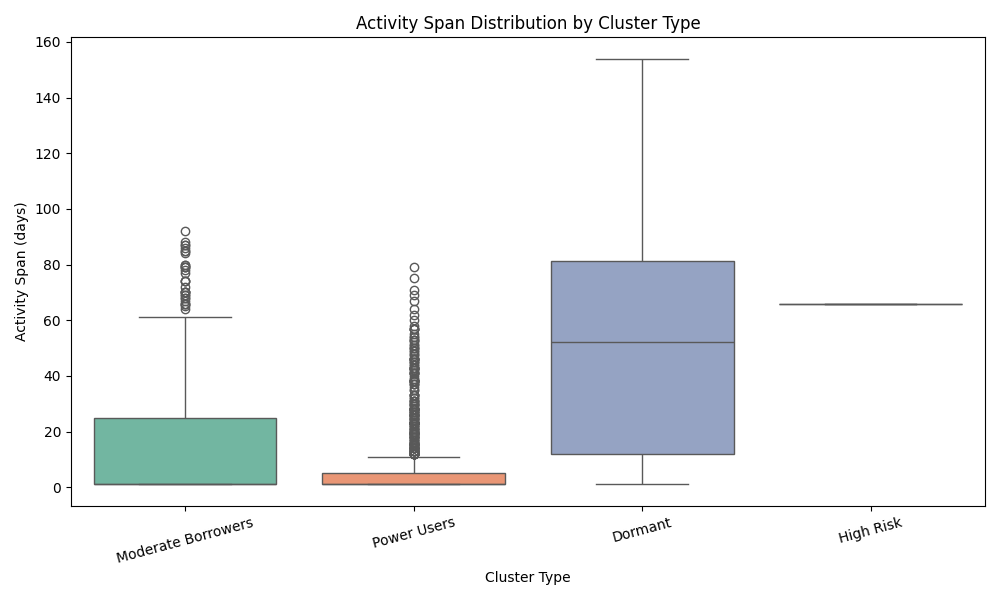 Activity Span Distribution by Cluster Type
Activity Span (days)
160
140
120
100
80
60
40
20
0
Moderate Borrowers
Power Users
Dormant
High Risk
Cluster Type